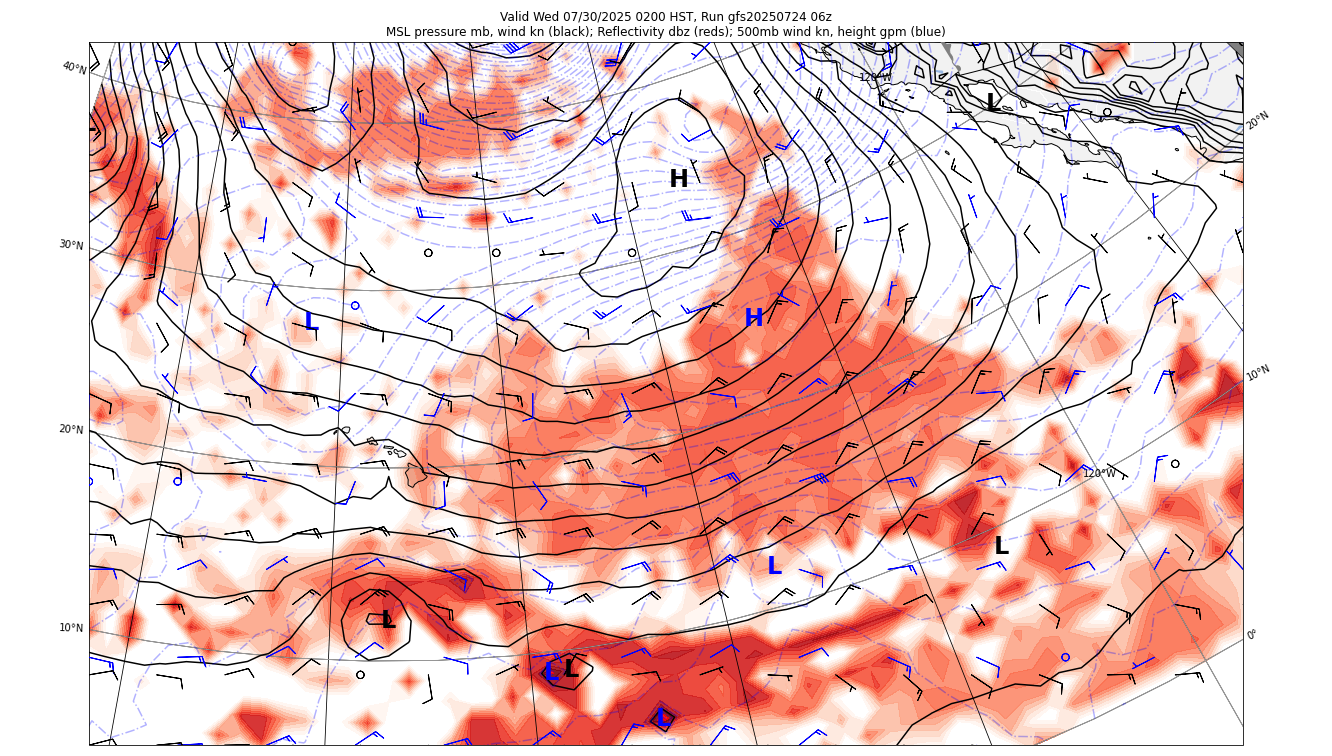 Valid Wed 07/30/2025 0200 HST, Run gfs20250724 06z
MSL pressure mb, wind kn (black); Reflectivity dbz (reds); 500mb wind kn, height gpm (blue)
40°N
120°W
L
20°N
H
30°N
L
H
10°N
20°N
120°W
L
L
L
10°N
0°
L
L
L